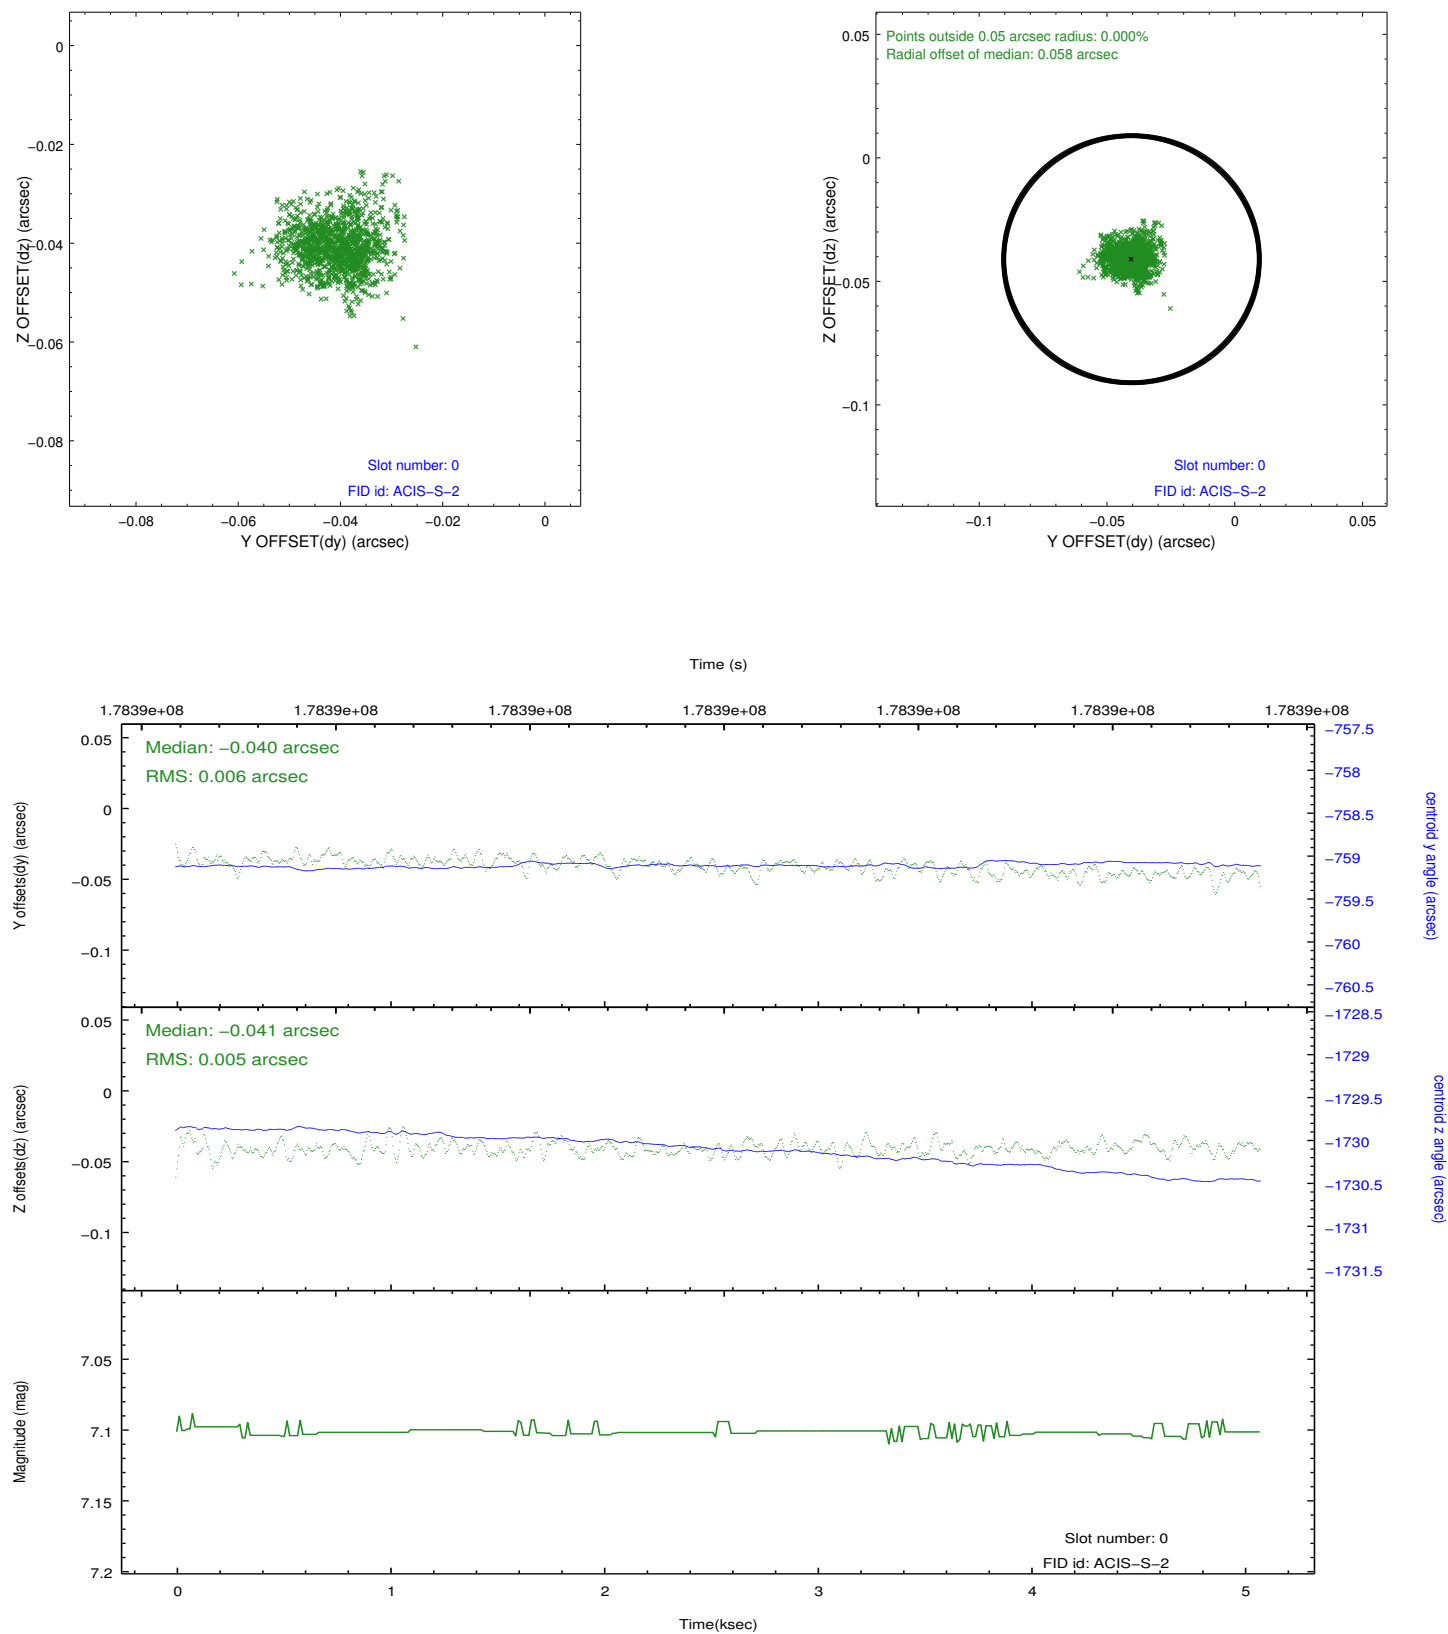 0
−0.02
−0.04
−0.06
−0.08
Z OFFSET(dz) (arcsec)
Slot number: 0
FID id: ACIS−S−2
−0.08
−0.06
−0.04
−0.02
0
Y OFFSET(dy) (arcsec)
Points outside 0.05 arcsec radius: 0.000%
Radial offset of median: 0.058 arcsec
0.05
0
−0.05
−0.1
Z OFFSET(dz) (arcsec)
Slot number: 0
FID id: ACIS−S−2
−0.1
−0.05
0
0.05
Y OFFSET(dy) (arcsec)
Time (s)
1.7839e+08
1.7839e+08
1.7839e+08
1.7839e+08
1.7839e+08
1.7839e+08
1.7839e+08
Median: −0.040 arcsec
RMS: 0.006 arcsec
0.05
0
−0.05
−0.1
Y offsets(dy) (arcsec)
−757.5
−758
−758.5
−759
−759.5
−760
−760.5
centroid y angle (arcsec)
Median: −0.041 arcsec
RMS: 0.005 arcsec
0.05
0
−0.05
−0.1
Z offsets(dz) (arcsec)
−1728.5
−1729
−1729.5
−1730
−1730.5
−1731
−1731.5
centroid z angle (arcsec)
7.05
7.1
7.15
7.2
Magnitude (mag)
Slot number: 0
FID id: ACIS−S−2
0
1
2
3
4
5
Time(ksec)